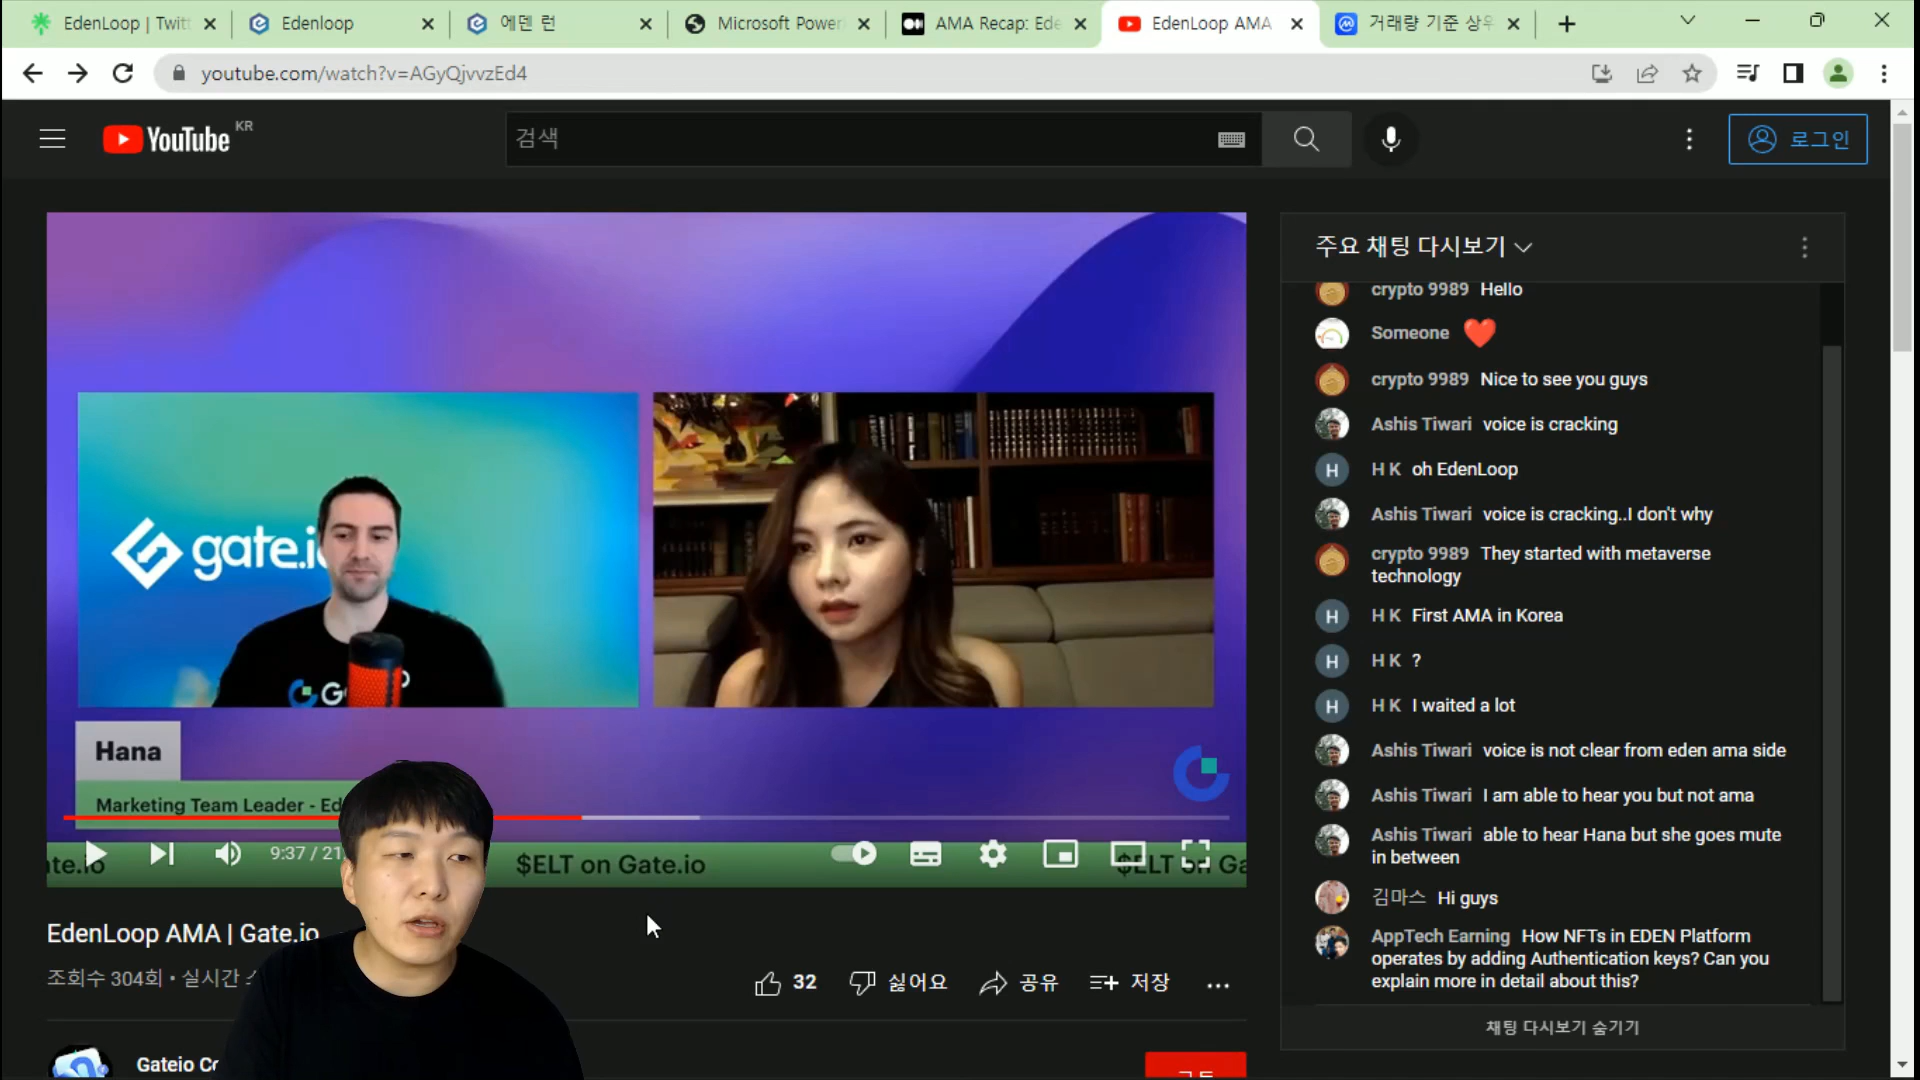 EdenLoop | Twitt
Edenloop
에덴 런
Microsoft Power
AMA Recap: Ede
EdenLoop AMA
거래량 기준 상위
youtube.com/watch?v=AGyQjvvzEd4
YouTube KR
검색
로그인
주요 채팅 다시보기
crypto 9989 Hello
Someone
crypto 9989 Nice to see you guys
Ashis Tiwari voice is cracking
H
H K oh EdenLoop
Ashis Tiwari voice is cracking..I don't why
crypto 9989 They started with metaverse
technology
H
H K First AMA in Korea
H
H K ?
H
H K I waited a lot
Ashis Tiwari voice is not clear from eden ama side
Ashis Tiwari I am able to hear you but not ama
Ashis Tiwari able to hear Hana but she goes mute
in between
김마스 Hi guys
AppTech Earning How NFTs in EDEN Platform
operates by adding Authentication keys? Can you
explain more in detail about this?
채팅 다시보기 숨기기
gate.i
Hana
Marketing Team Leader - Ed
9:37 / 21
te.io
$ELT on Gate.io
$ELT on Ga
EdenLoop AMA | Gate.io
조회수 304회 • 실시간 스
32
싫어요
공유
저장
Gateio Co